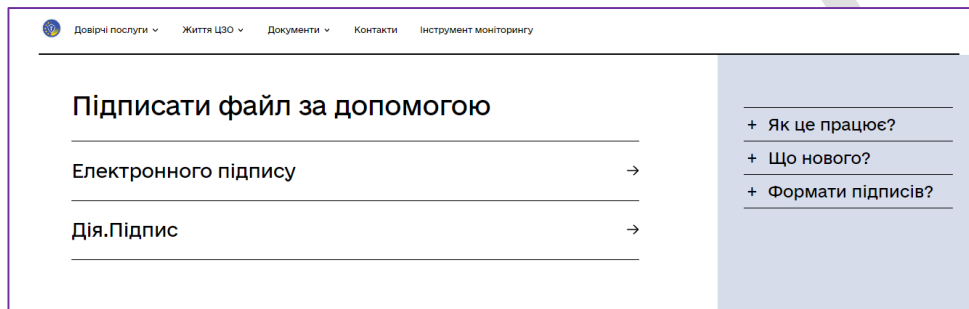 Довірчі послуги Життя ЦЗО Документи Контакти Інструмент моніторингу
Підписати файл за допомогою
Електронного підпису
Дія.Підпис
+ Як це працює?
+ Що нового?
+ Формати підписів?